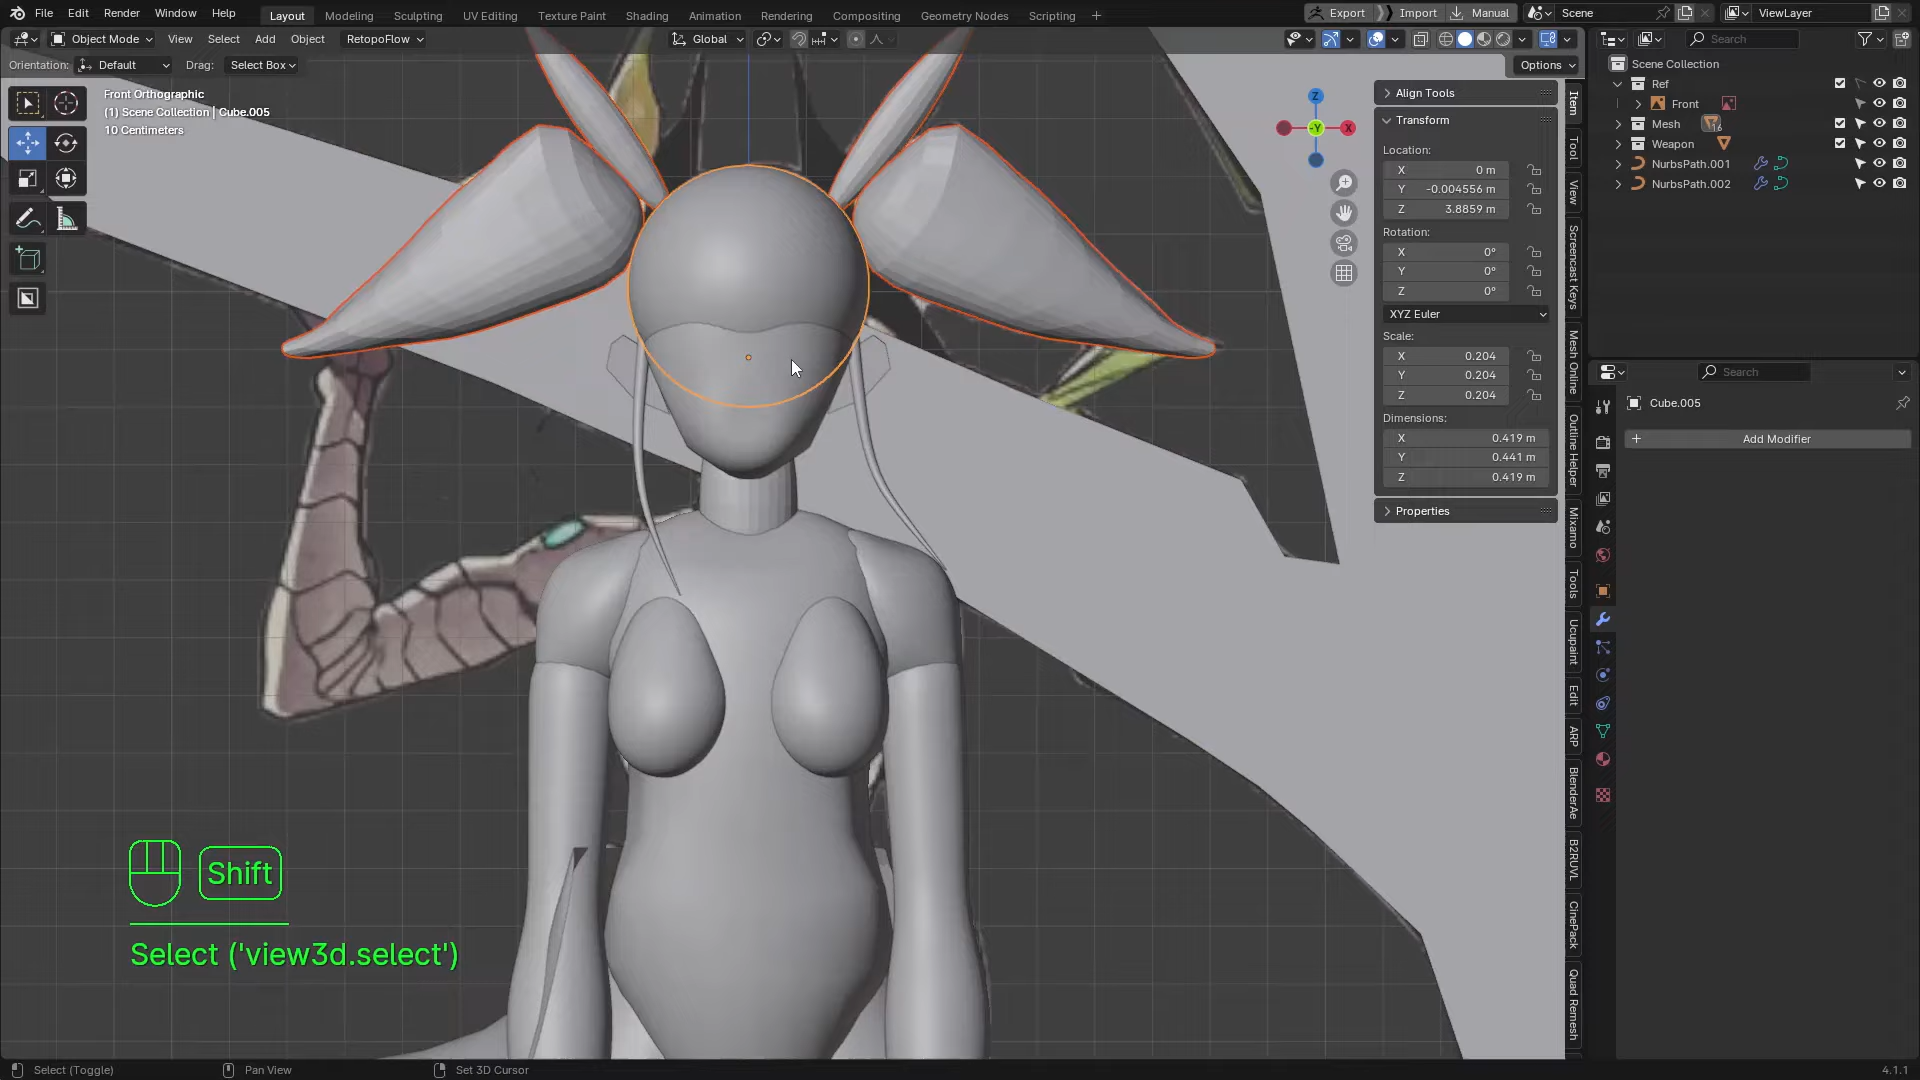 File Edit Render Window Help
Layout Modeling Sculpting UV Editing Texture Paint Shading Animation Rendering Compositing Geometry Nodes Scripting +
Export Import Manual Scene ViewLayer
Object Mode View Select Add Object RetopoFlow Global
Orientation: Default Drag: Select Box Options
Front Orthographic
(1) Scene Collection | Cube.005
10 Centimeters
Z
-Y
X
Align Tools
Transform
Location:
X 0 m
Y -0.004556 m
Z 3.8859 m
Rotation:
X 0°
Y 0°
Z 0°
XYZ Euler
Scale:
X 0.204
Y 0.204
Z 0.204
Dimensions:
X 0.419 m
Y 0.441 m
Z 0.419 m
Properties
Item
Tool
View
Screencast Keys
Mesh Online
Outline Helper
Mixamo
Tools
Ucupaint
Edit
ARP
BlenderAe
B2RUVL
CinePack
Quad Remesh
Search
Scene Collection
Ref
Front
Mesh 16
Weapon
NurbsPath.001
NurbsPath.002
Search
Cube.005
+ Add Modifier
Shift
Select ('view3d.select')
Select (Toggle) Pan View Set 3D Cursor 4.1.1